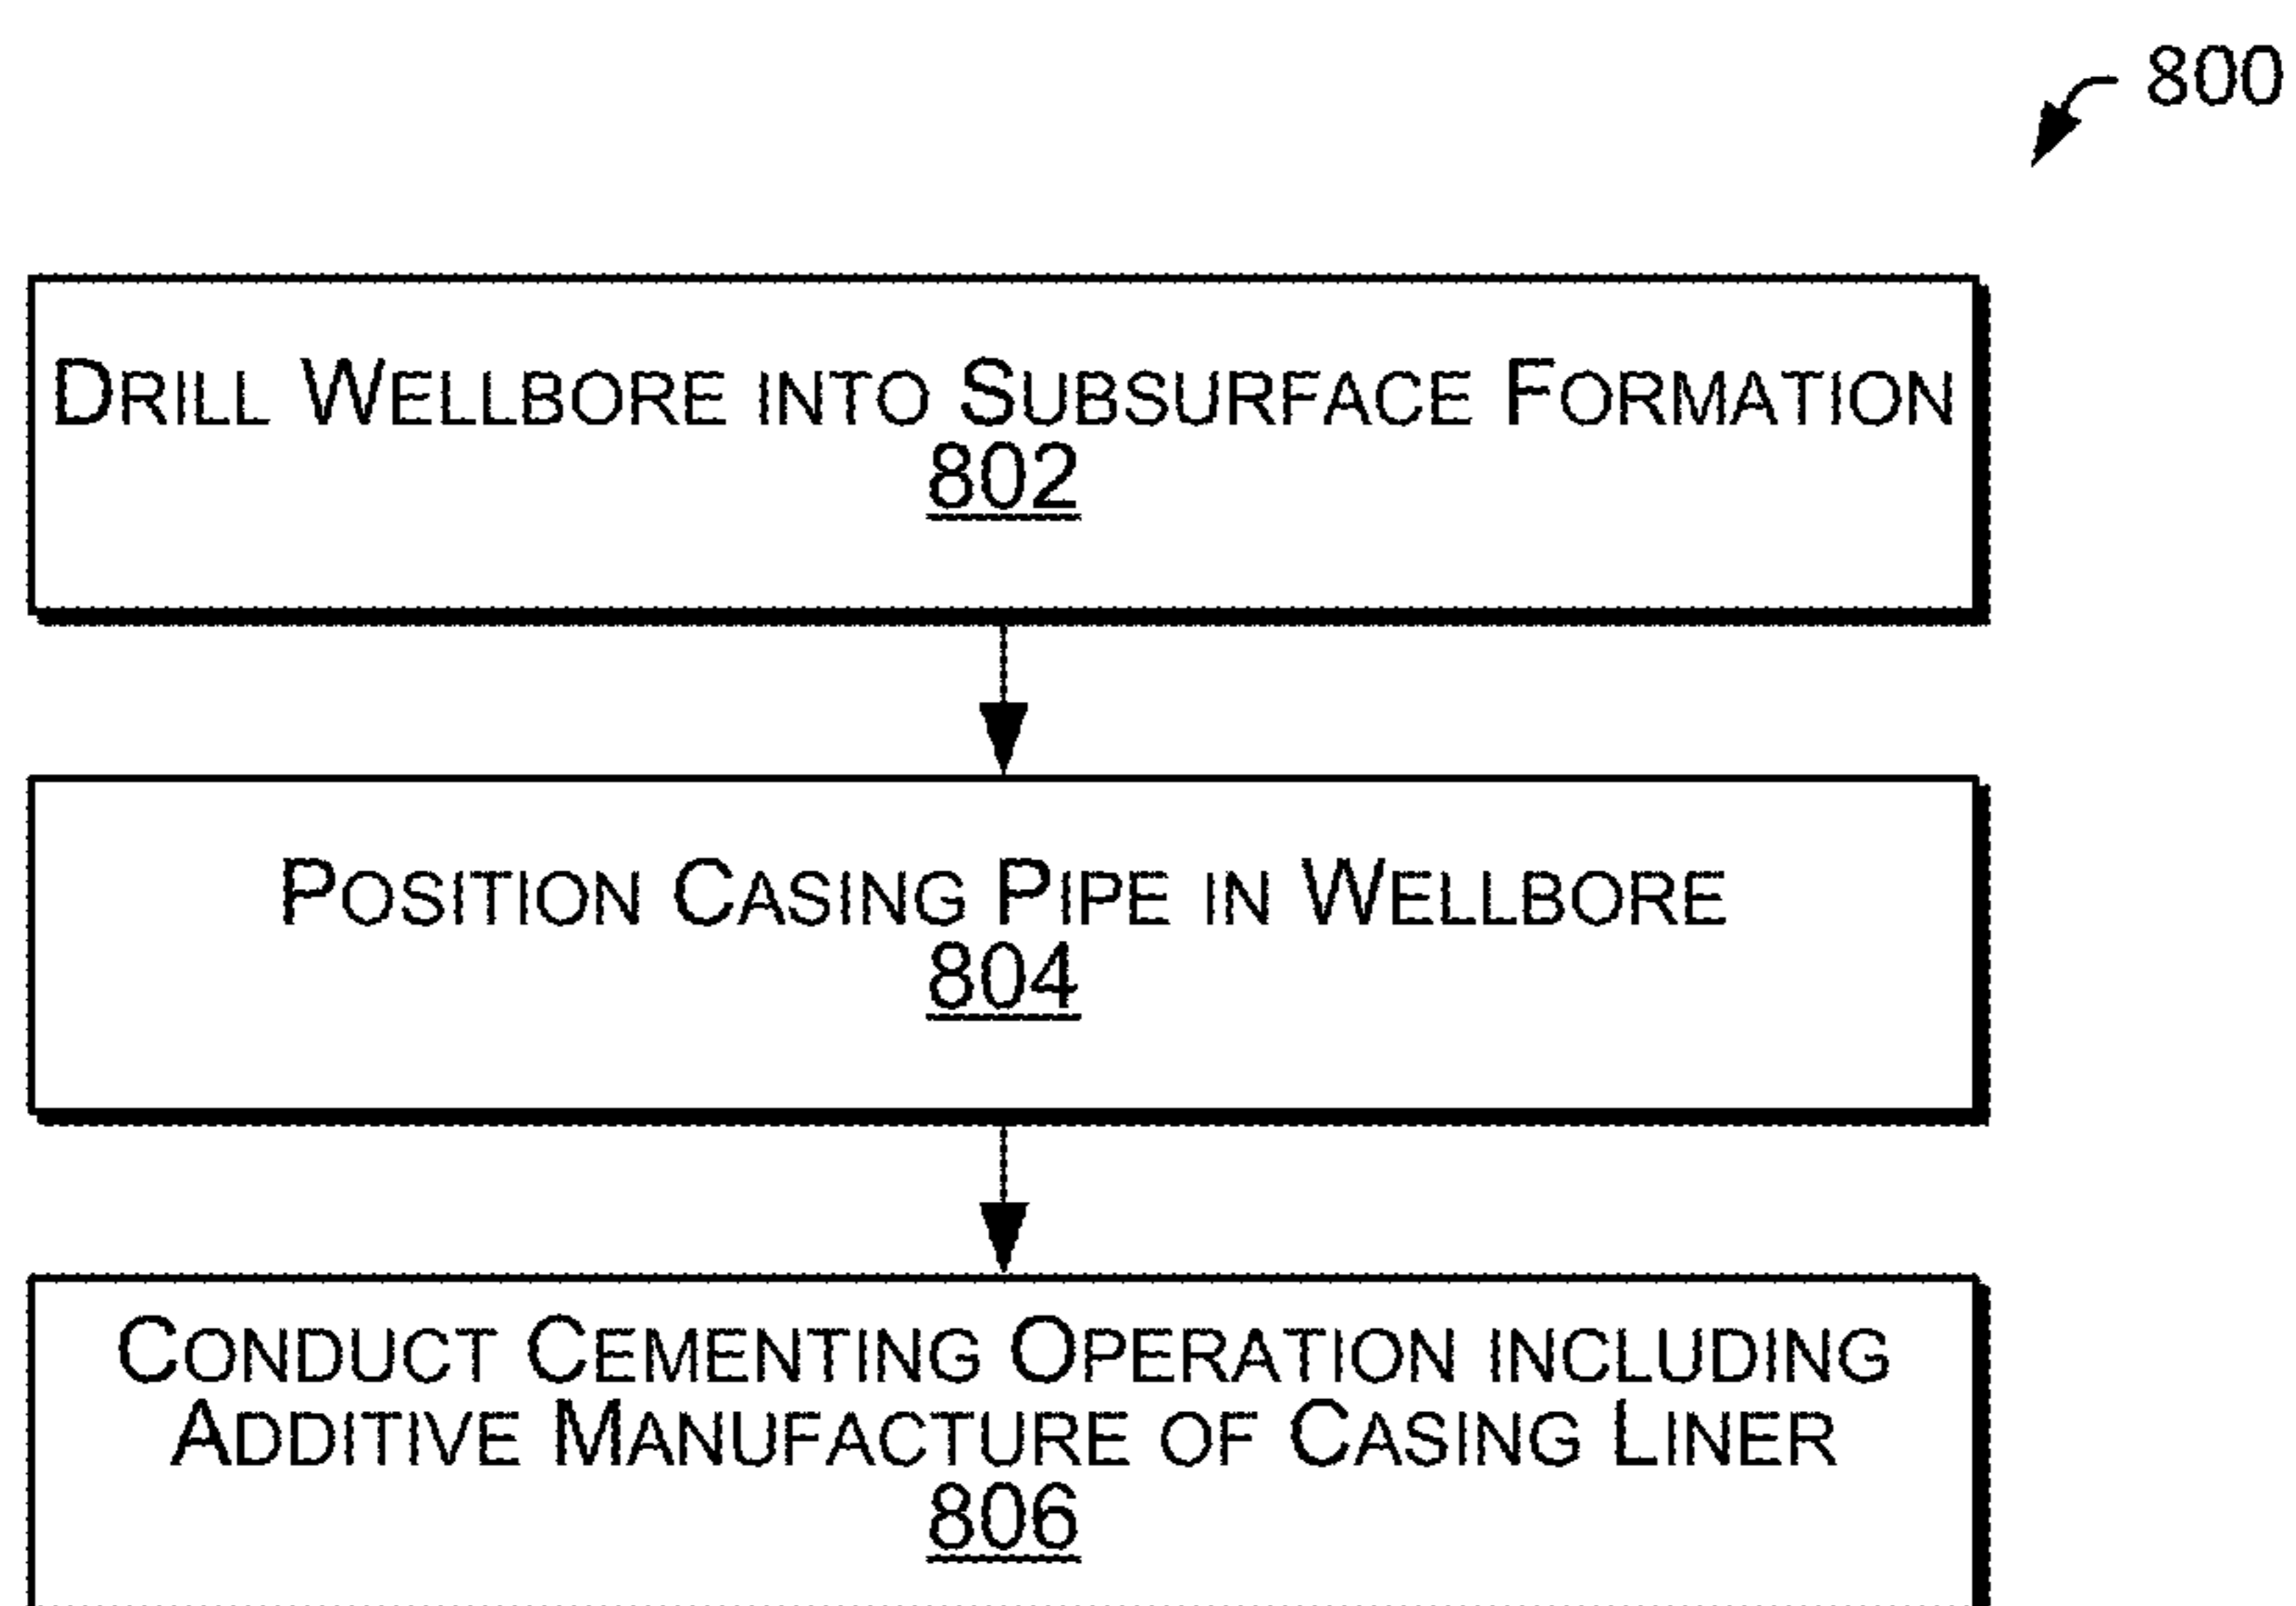 800
DRILL WELLBORE INTO SUBSURFACE FORMATION
802
POSITION CASING PIPE IN WELLBORE
804
CONDUCT CEMENTING OPERATION INCLUDING
ADDITIVE MANUFACTURE OF CASING LINER
806